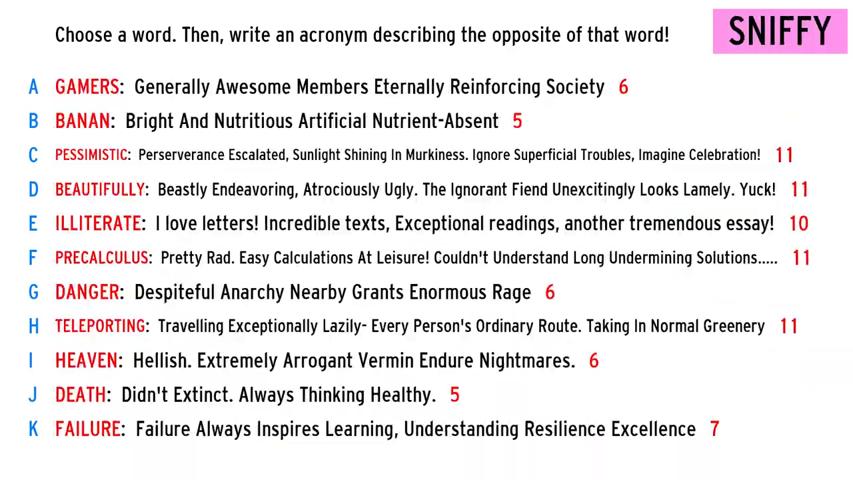 Choose a word. Then, write an acronym describing the opposite of that word!
SNIFFY
A GAMERS: Generally Awesome Members Eternally Reinforcing Society 6
B BANAN: Bright And Nutritious Artificial Nutrient-Absent 5
C PESSIMISTIC: Perserverance Escalated, Sunlight Shining In Murkiness. Ignore Superficial Troubles, Imagine Celebration! 11
D BEAUTIFULLY: Beastly Endeavoring, Atrociously Ugly. The Ignorant Fiend Unexcitingly Looks Lamely. Yuck! 11
E ILLITERATE: I love letters! Incredible texts, Exceptional readings, another tremendous essay! 10
F PRECALCULUS: Pretty Rad. Easy Calculations At Leisure! Couldn't Understand Long Undermining Solutions..... 11
G DANGER: Despiteful Anarchy Nearby Grants Enormous Rage 6
H TELEPORTING: Travelling Exceptionally Lazily- Every Person's Ordinary Route. Taking In Normal Greenery 11
I HEAVEN: Hellish. Extremely Arrogant Vermin Endure Nightmares. 6
J DEATH: Didn't Extinct. Always Thinking Healthy. 5
K FAILURE: Failure Always Inspires Learning, Understanding Resilience Excellence 7